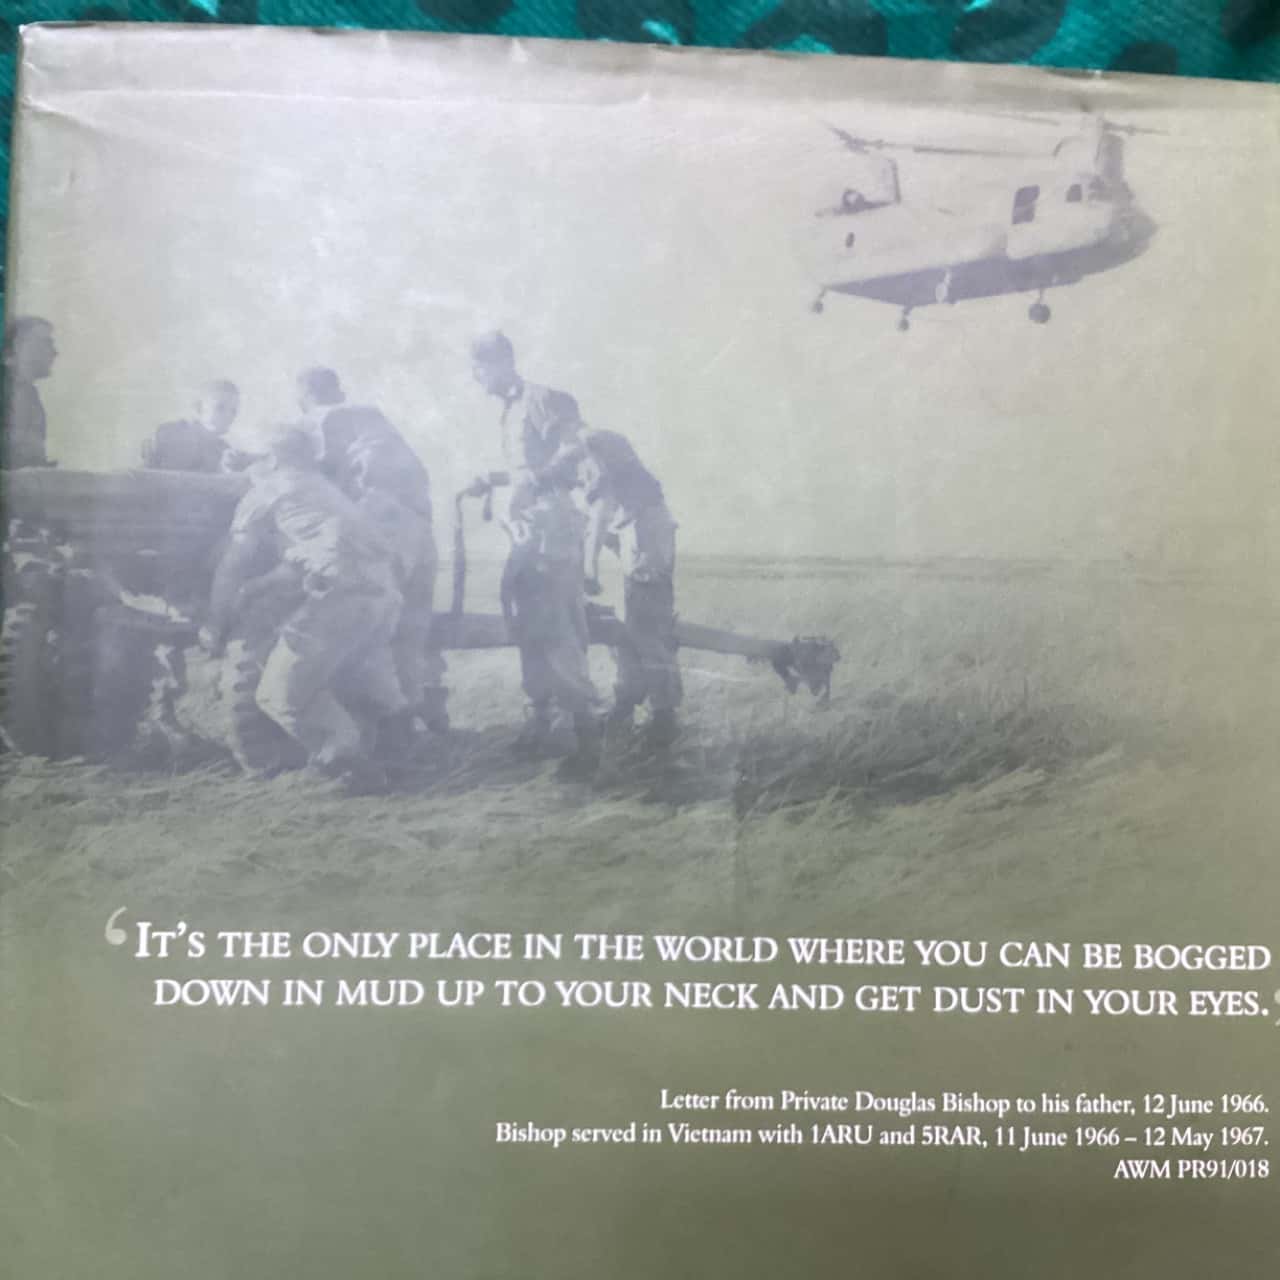 ‘IT’S THE ONLY PLACE IN THE WORLD WHERE YOU CAN BE BOGGED
DOWN IN MUD UP TO YOUR NECK AND GET DUST IN YOUR EYES.’
Letter from Private Douglas Bishop to his father, 12 June 1966.
Bishop served in Vietnam with 1ARU and 5RAR, 11 June 1966 – 12 May 1967.
AWM PR91/018